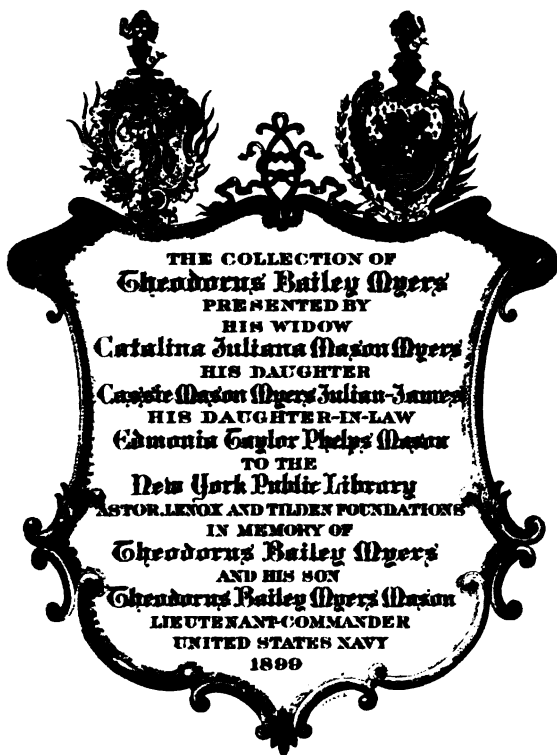 THE COLLECTION OF
Theodorus Bailey Myers
PRESENTED BY
HIS WIDOW
Catalina Juliana Mason Myers
HIS DAUGHTER
Cassie Mason Myers Julian-James
HIS DAUGHTER-IN-LAW
Edmonia Taylor Phelps Mason
TO THE
New York Public Library
ASTOR, LENOX AND TILDEN FOUNDATIONS
IN MEMORY OF
Theodorus Bailey Myers
AND HIS SON
Theodorus Bailey Myers Mason
LIEUTENANT-COMMANDER
UNITED STATES NAVY
1899